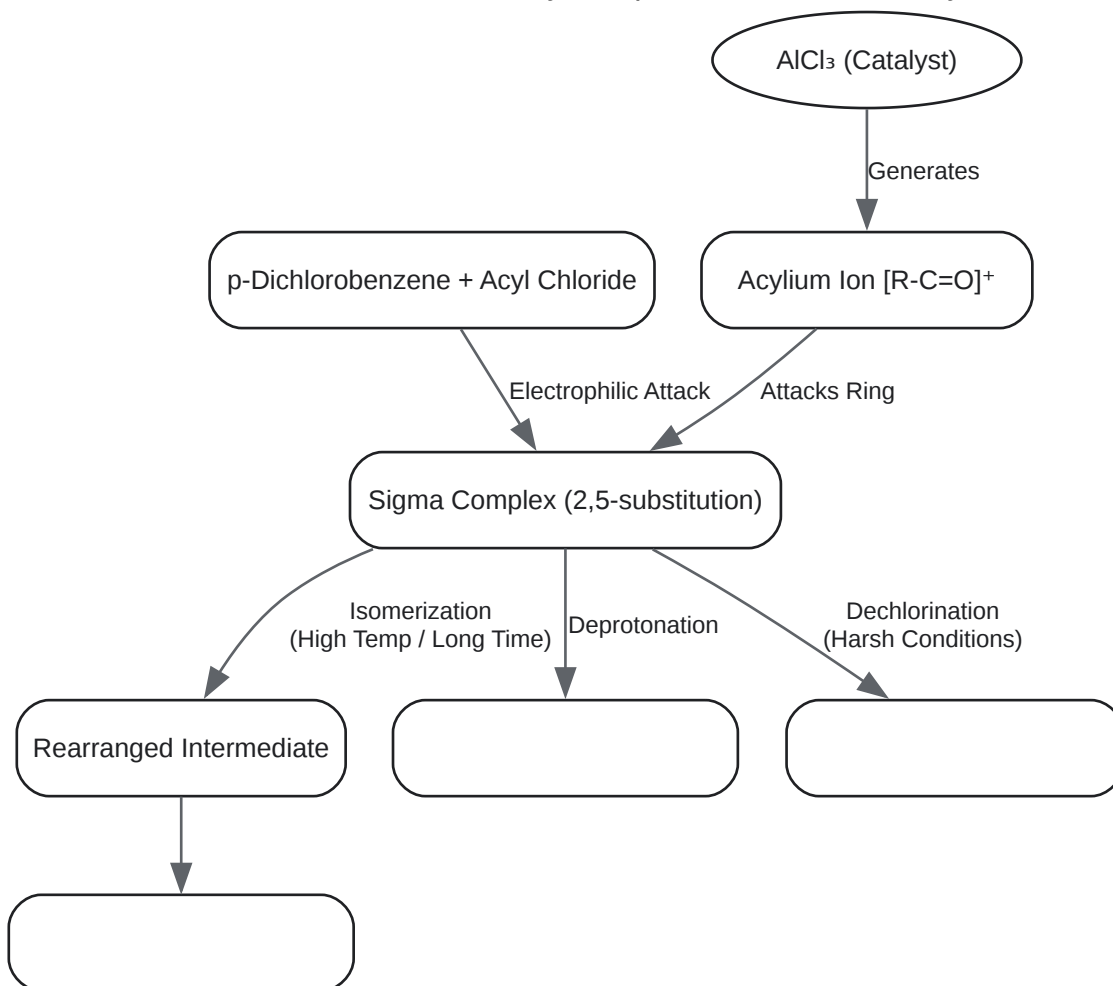 AlCl₃ (Catalyst)
Generates
p-Dichlorobenzene + Acyl Chloride
Acylium Ion [R-C=O]⁺
Electrophilic Attack
Attacks Ring
Sigma Complex (2,5-substitution)
Isomerization
(High Temp / Long Time)
Deprotonation
Dechlorination
(Harsh Conditions)
Rearranged Intermediate